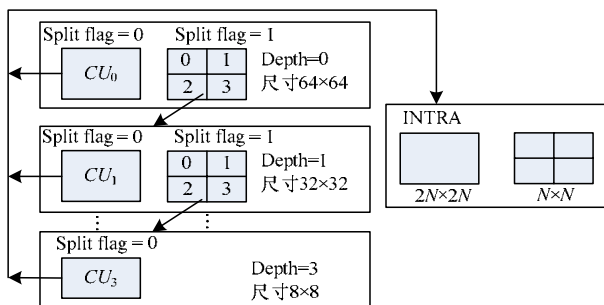 Split flag = 0
Split flag = 1
CU0
0 1
2 3
Depth=0
尺寸64×64
Split flag = 0
Split flag = 1
CU1
0 1
2 3
Depth=1
尺寸32×32
Split flag = 0
CU3
Depth=3
尺寸8×8
INTRA
2N×2N
N×N